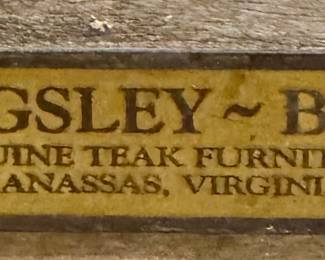 GSLEY ~ B
UINE TEAK FURNIT
ANASSAS, VIRGINI